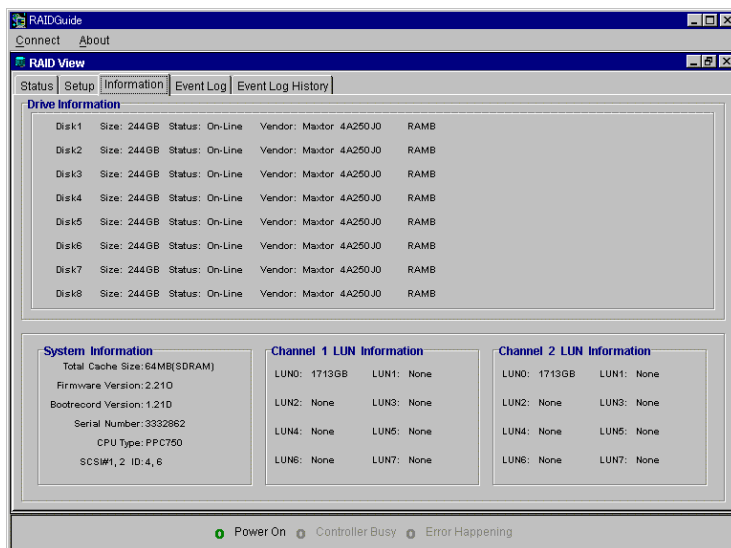 RAIDGuide
Connect About
RAID View
Status Setup Information Event Log Event Log History
Drive Information
Disk1 Size: 244GB Status: On-Line Vendor: Maxtor 4A250J0 RAMB
Disk2 Size: 244GB Status: On-Line Vendor: Maxtor 4A250J0 RAMB
Disk3 Size: 244GB Status: On-Line Vendor: Maxtor 4A250J0 RAMB
Disk4 Size: 244GB Status: On-Line Vendor: Maxtor 4A250J0 RAMB
Disk5 Size: 244GB Status: On-Line Vendor: Maxtor 4A250J0 RAMB
Disk6 Size: 244GB Status: On-Line Vendor: Maxtor 4A250J0 RAMB
Disk7 Size: 244GB Status: On-Line Vendor: Maxtor 4A250J0 RAMB
Disk8 Size: 244GB Status: On-Line Vendor: Maxtor 4A250J0 RAMB
System Information
Total Cache Size: 64MB(SDRAM)
Firmware Version: 2.21O
Bootrecord Version: 1.21D
Serial Number: 3332862
CPU Type: PPC750
SCSI#1, 2 ID: 4, 6
Channel 1 LUN Information
LUN0: 1713GB LUN1: None
LUN2: None LUN3: None
LUN4: None LUN5: None
LUN6: None LUN7: None
Channel 2 LUN Information
LUN0: 1713GB LUN1: None
LUN2: None LUN3: None
LUN4: None LUN5: None
LUN6: None LUN7: None
Power On Controller Busy Error Happening